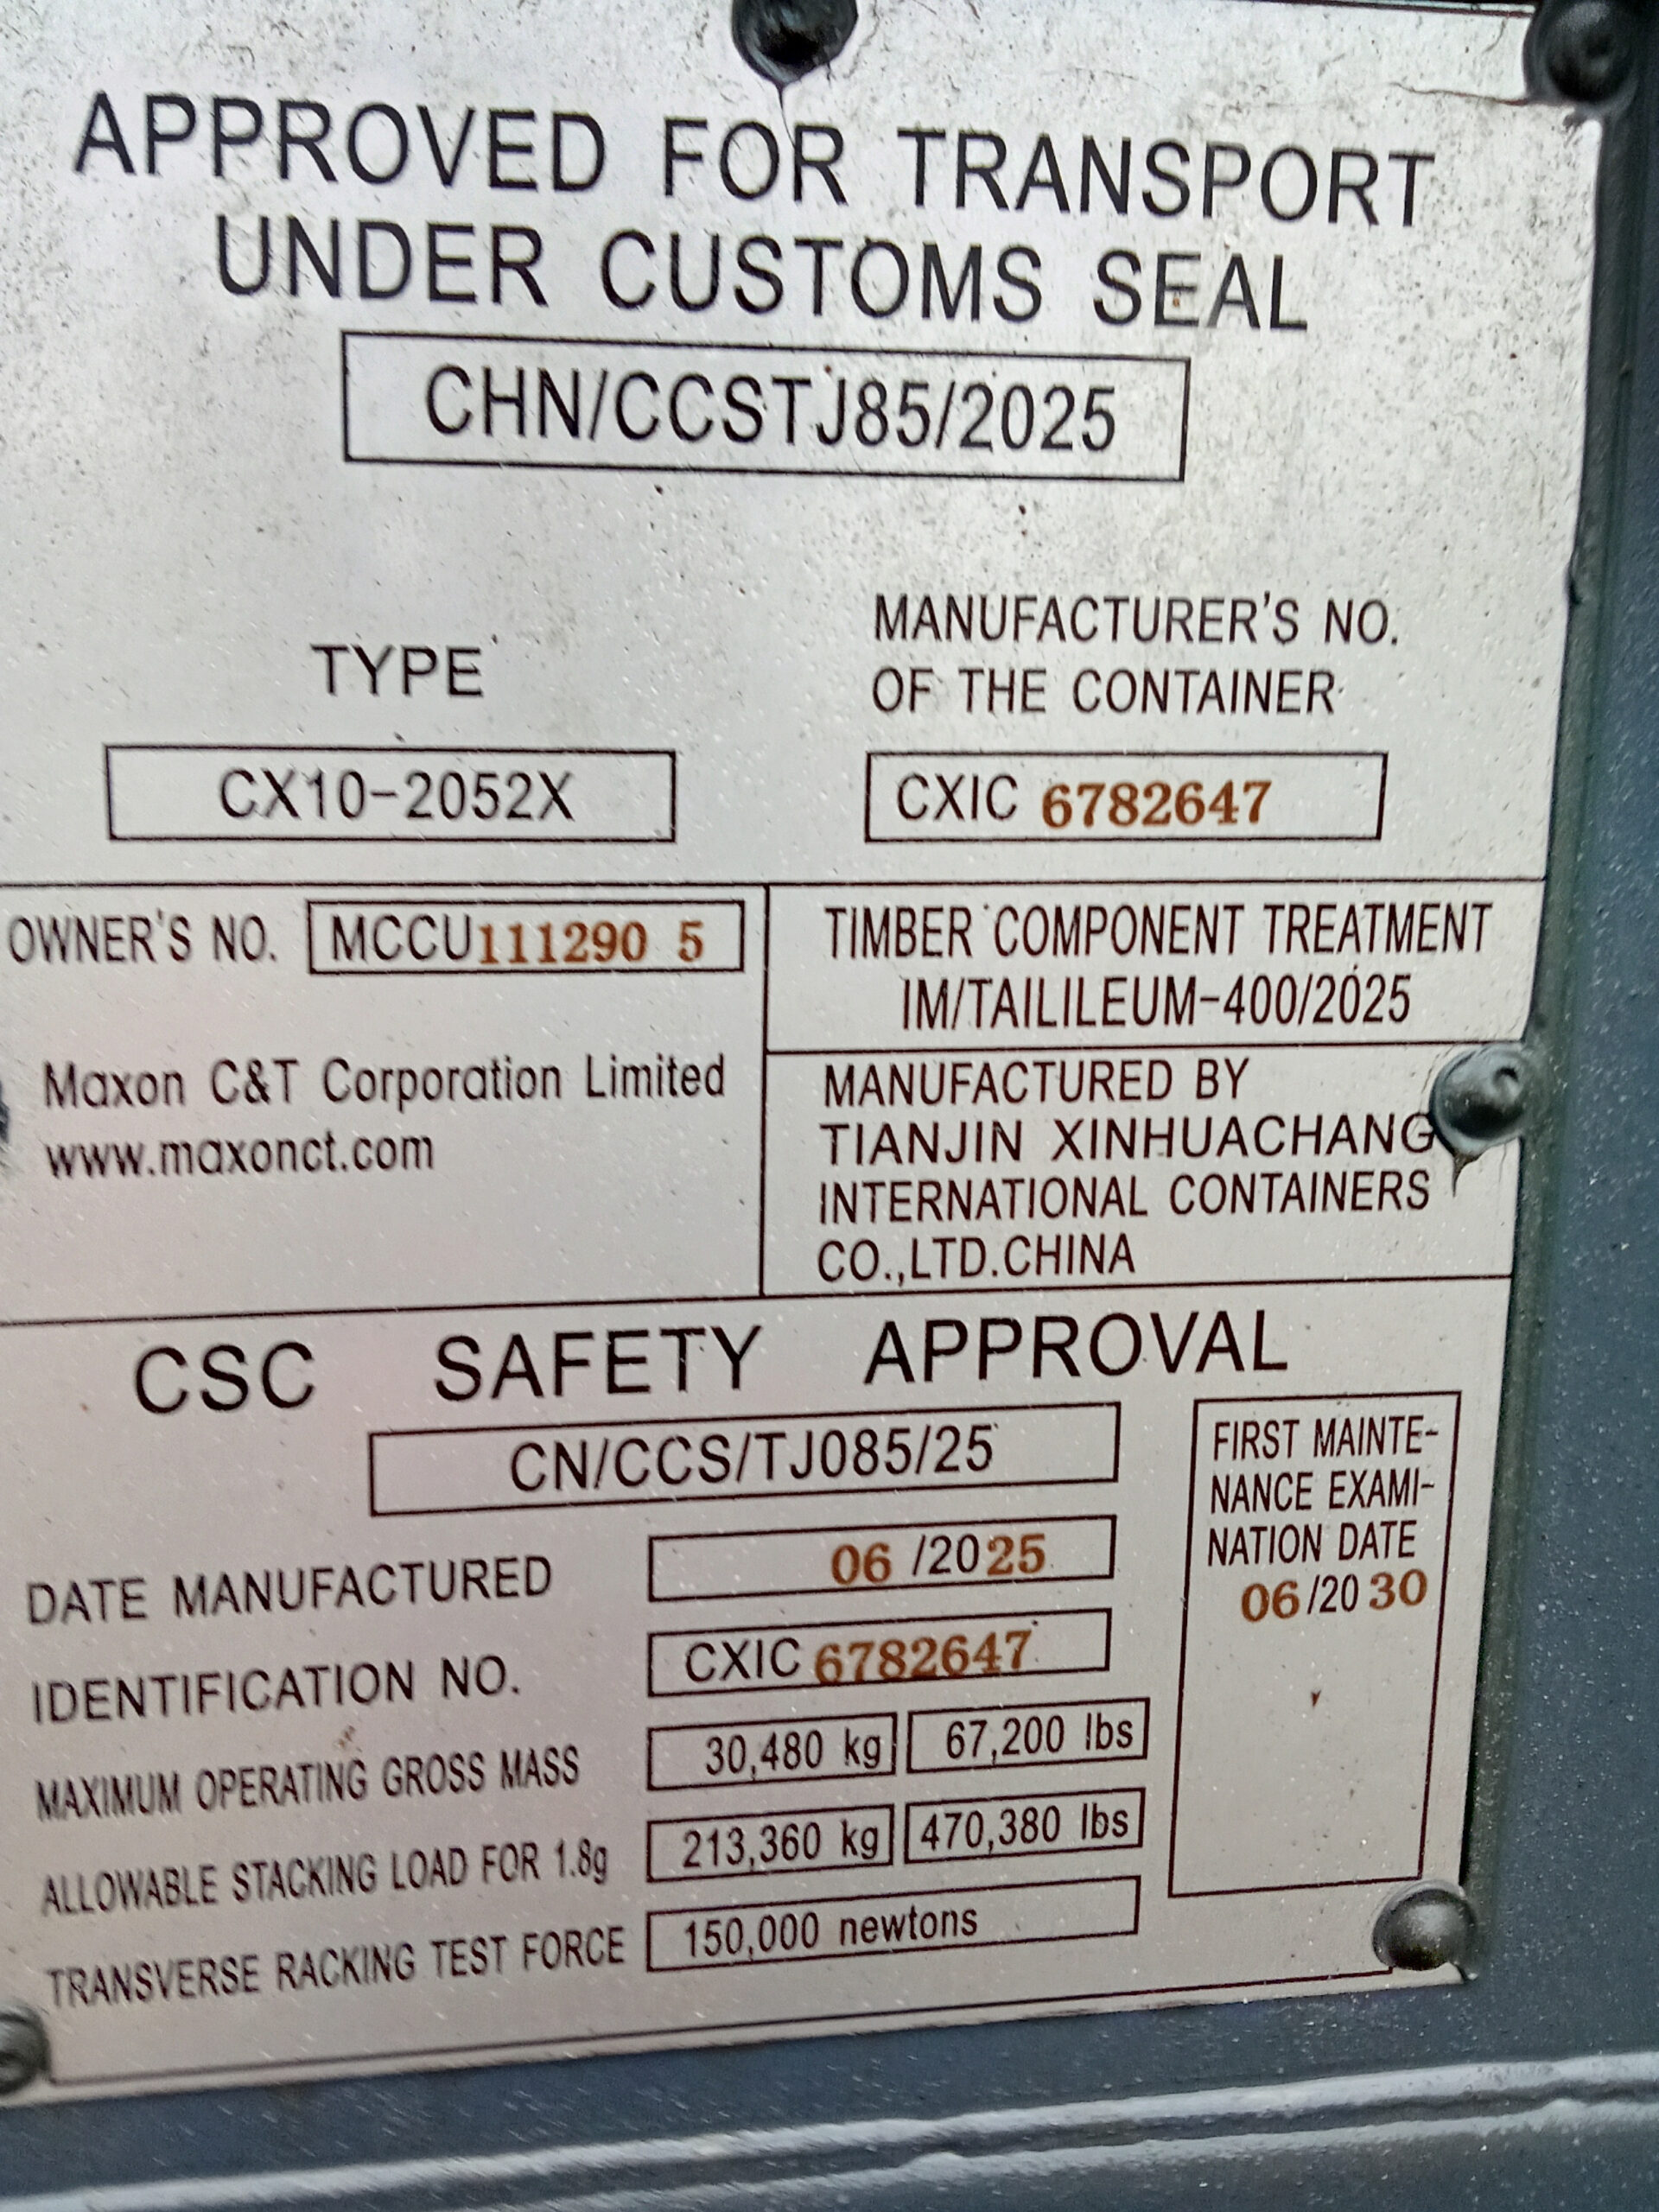 APPROVED FOR TRANSPORT
UNDER CUSTOMS SEAL
CHN/CCSTJ85/2025
TYPE
CX10-2052X
MANUFACTURER'S NO.
OF THE CONTAINER
CXIC 6782647
OWNER'S NO. MCCU111290 5
Maxon C&T Corporation Limited
www.maxonct.com
TIMBER COMPONENT TREATMENT
IM/TAILILEUM-400/2025
MANUFACTURED BY
TIANJIN XINHUACHANG
INTERNATIONAL CONTAINERS
CO.,LTD.CHINA
CSC SAFETY APPROVAL
CN/CCS/TJ085/25
DATE MANUFACTURED 06 /2025
IDENTIFICATION NO. CXIC 6782647
MAXIMUM OPERATING GROSS MASS 30,480 kg 67,200 lbs
ALLOWABLE STACKING LOAD FOR 1.8g 213,360 kg 470,380 lbs
TRANSVERSE RACKING TEST FORCE 150,000 newtons
FIRST MAINTE-
NANCE EXAMI-
NATION DATE
06/20 30